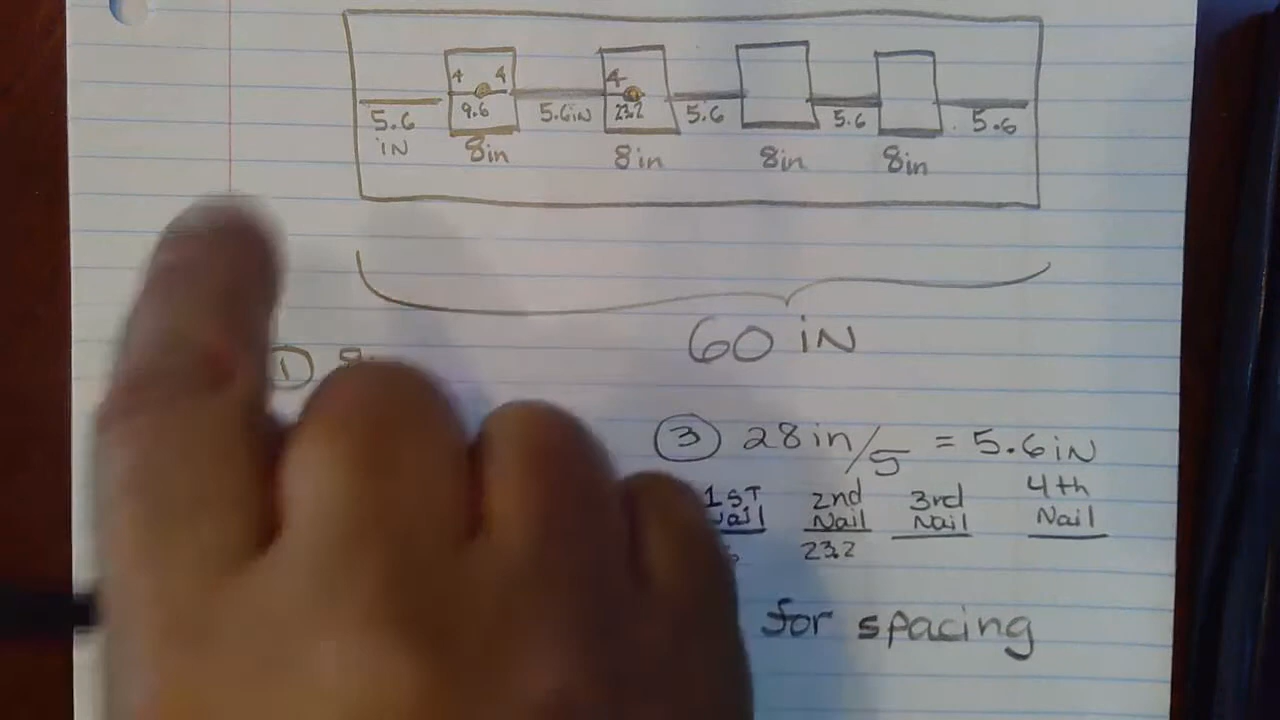 4 4 4
9.6 5.6in 23.2 5.6 5.6 5.6
5.6
IN
8in 8in 8in 8in
60 IN
1
3 28in/5 = 5.6IN
1ST 2nd 3rd 4th
Nail Nail Nail
23.2
for spacing